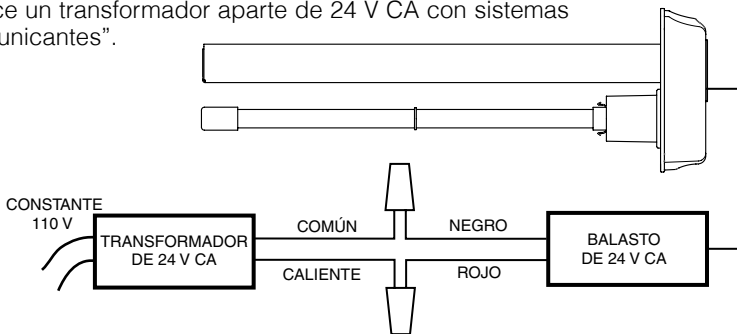 ce un transformador aparte de 24 V CA con sistemas
unicantes”.
CONSTANTE
110 V
TRANSFORMADOR
DE 24 V CA
COMÚN
CALIENTE
NEGRO
ROJO
BALASTO
DE 24 V CA